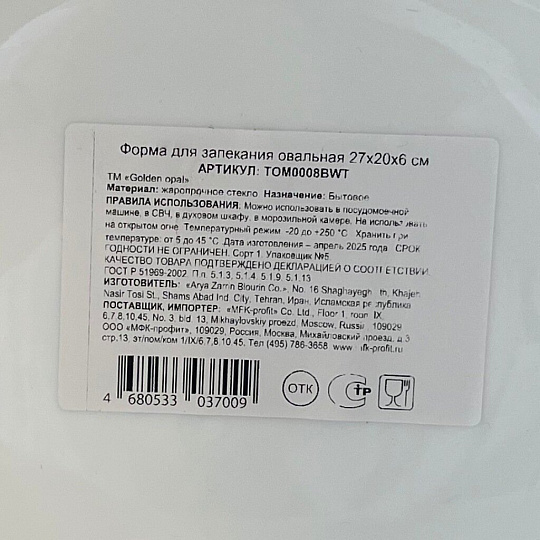 Форма для запекания овальная 27x20x6 см
АРТИКУЛ: TOM0008BWT
ТМ «Golden opal»
Материал: жаропрочное стекло. Назначение: Бытовое
ПРАВИЛА ИСПОЛЬЗОВАНИЯ. Можно использовать в посудомоечной
машине, в СВЧ, в духовом шкафу, в морозильной камере. Не использовать
на открытом огне. Температурный режим -20 до +250 °С Хранить при
температуре: от 5 до 45 °С. Дата изготовления – апрель 2025 года СРОК
ГОДНОСТИ НЕ ОГРАНИЧЕН. Сорт 1. Упаковщик №5
КАЧЕСТВО ТОВАРА ПОДТВЕРЖДЕНО ДЕКЛАРАЦИЕЙ О СООТВЕТСТВИИ
ГОСТ Р 51969-2002 П.п. 5.1.3, 5.1.4, 5.1.9, 5.1.13
ИЗГОТОВИТЕЛЬ: «Arya Zarrin Blourin Co.», No. 16 Shaghayegh , Khajeh
Nasir Tosi St., Shams Abad Ind. City, Tehran, Иран, Исламская республика
ПОСТАВЩИК, ИМПОРТЕР: «MFK-profit» Co. Ltd., Floor 1, room IX,
6,7,8,10,45, No. 3, bld. 13, Mikhaylovskiy proezd, Moscow, Russia, 109029
ООО «МФК-профит», 109029, Россия, Москва, Михайловский проезд, д.3
стр.13, эт/пом/ком 1/IX/6,7,8,10,45. Тел (495) 786-3658 www.mfk-profit.ru
4 680533 037009
ОТК
СТР